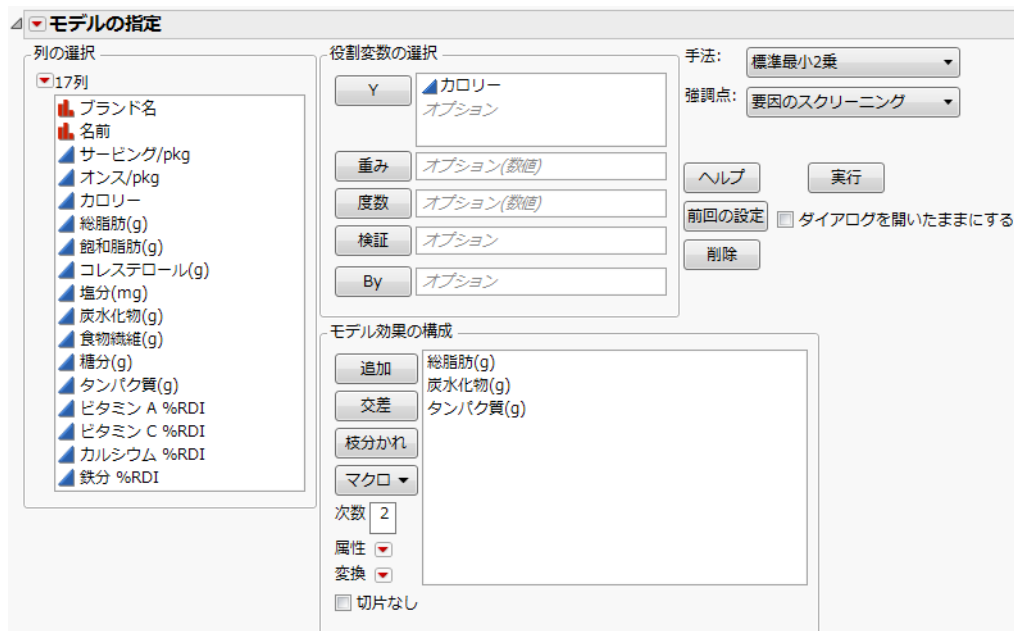 モデルの指定
列の選択
17列
ブランド名
名前
サービング/pkg
オンス/pkg
カロリー
総脂肪(g)
飽和脂肪(g)
コレステロール(g)
塩分(mg)
炭水化物(g)
食物繊維(g)
糖分(g)
タンパク質(g)
ビタミン A %RDI
ビタミン C %RDI
カルシウム %RDI
鉄分 %RDI
役割変数の選択
Y
カロリー
オプション
重み オプション(数値)
度数 オプション(数値)
検証 オプション
By オプション
手法: 標準最小2乗
強調点: 要因のスクリーニング
ヘルプ 実行
前回の設定 ダイアログを開いたままにする
削除
モデル効果の構成
追加
交差
枝分かれ
マクロ
次数 2
属性
変換
切片なし
総脂肪(g)
炭水化物(g)
タンパク質(g)